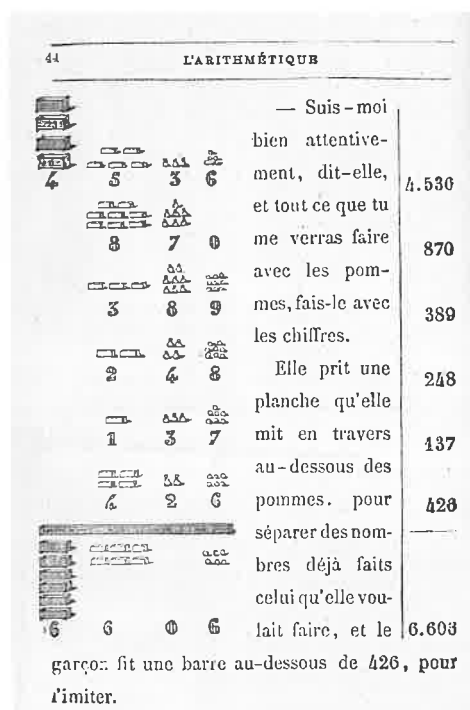 44
L'ARITHMÉTIQUE
4 5 3 6
8 7 0
3 8 9
2 4 8
1 3 7
4 2 6
6 6 0 6
— Suis-moi
bien attentive-
ment, dit-elle,
et tout ce que tu
me verras faire
avec les pom-
mes, fais-le avec
les chiffres.
Elle prit une
planche qu'elle
mit en travers
au-dessous des
pommes. pour
séparer des nom-
bres déjà faits
celui qu'elle vou-
lait faire, et le
garçon fit une barre au-dessous de 426, pour
l'imiter.
4.536
870
389
248
137
426
6.606